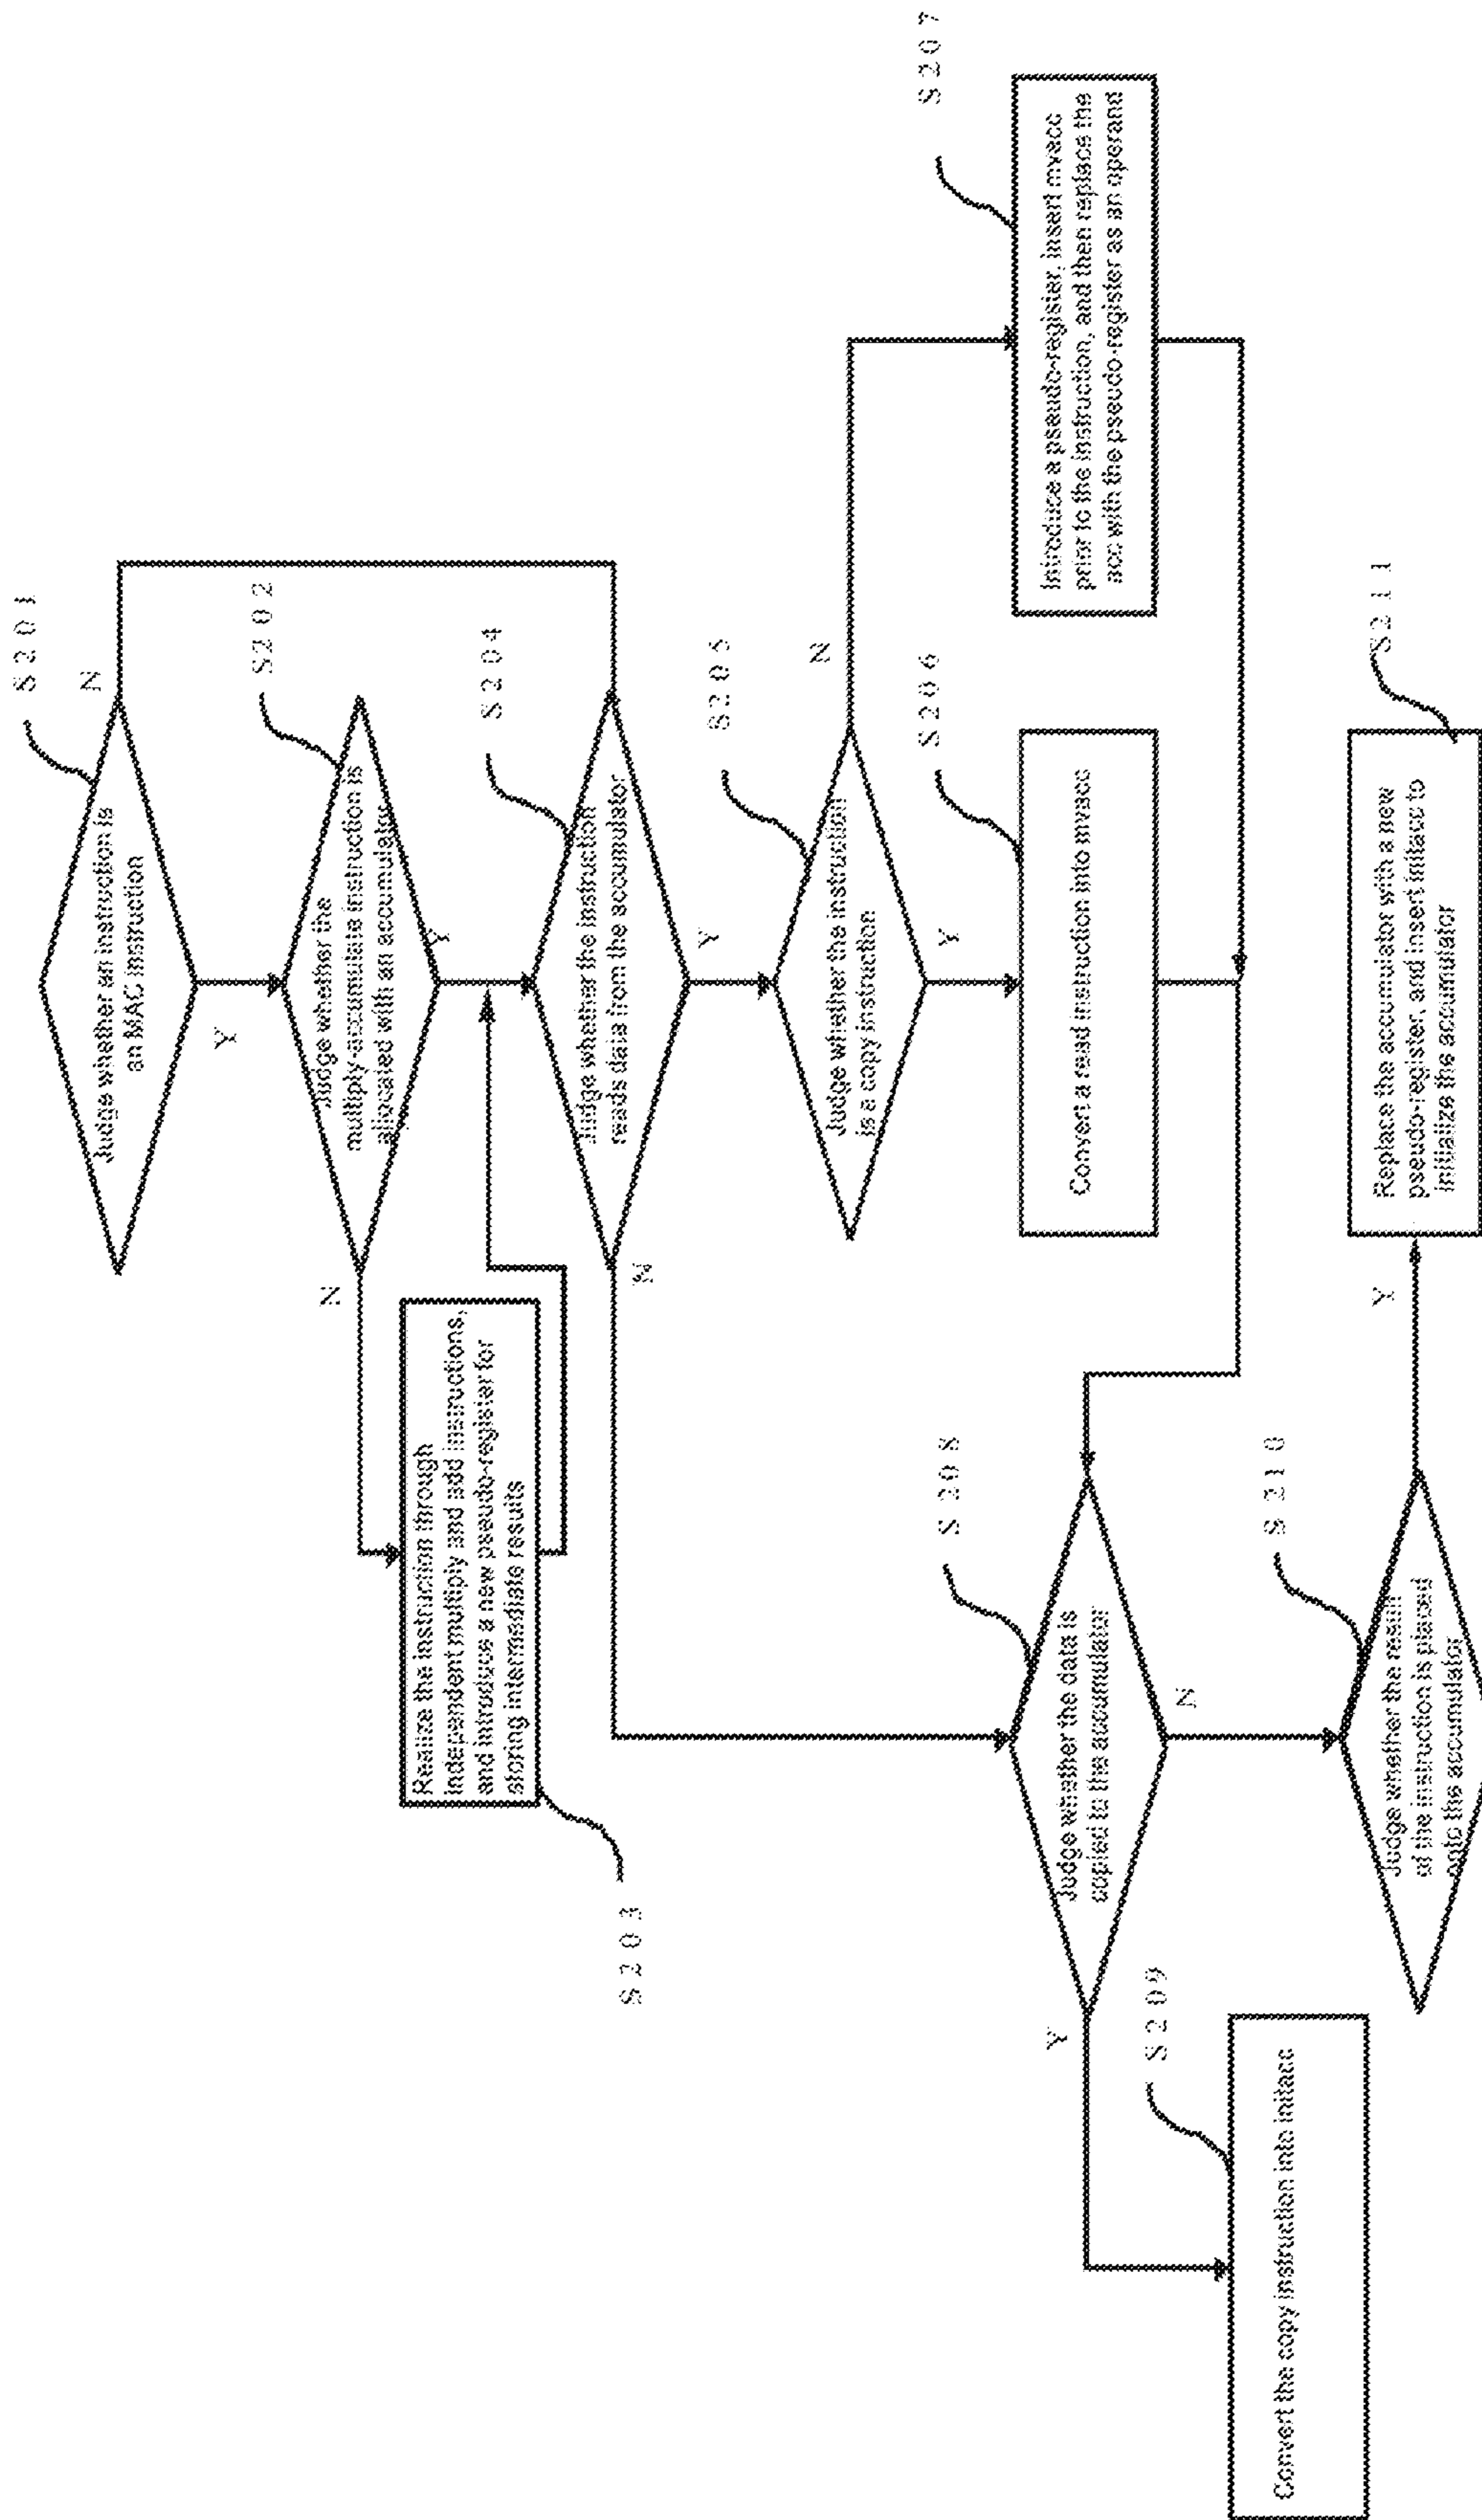 S201
Judge whether an instruction is
an MAC instruction
N
Y
S202
Judge whether the
multiply-accumulate instruction is
allocated with an accumulator
N
Y
Realize the instruction through
independent multiply and add instructions,
and introduce a new pseudo-register for
storing intermediate results
S203
S204
Judge whether the instruction
reads data from the accumulator
N
Y
S205
Judge whether the instruction
is a copy instruction
N
Y
S206
Convert a read instruction into mvacc
S207
Introduce a pseudo-register, insert mvacc
prior to the instruction, and then replace the
acc with the pseudo-register as an operand
S208
Judge whether the data is
copied to the accumulator
Y
N
S209
Convert the copy instruction into initacc
S210
Judge whether the result
of the instruction is placed
onto the accumulator
Y
S211
Replace the accumulator with a new
pseudo-register, and insert initacc to
initialize the accumulator